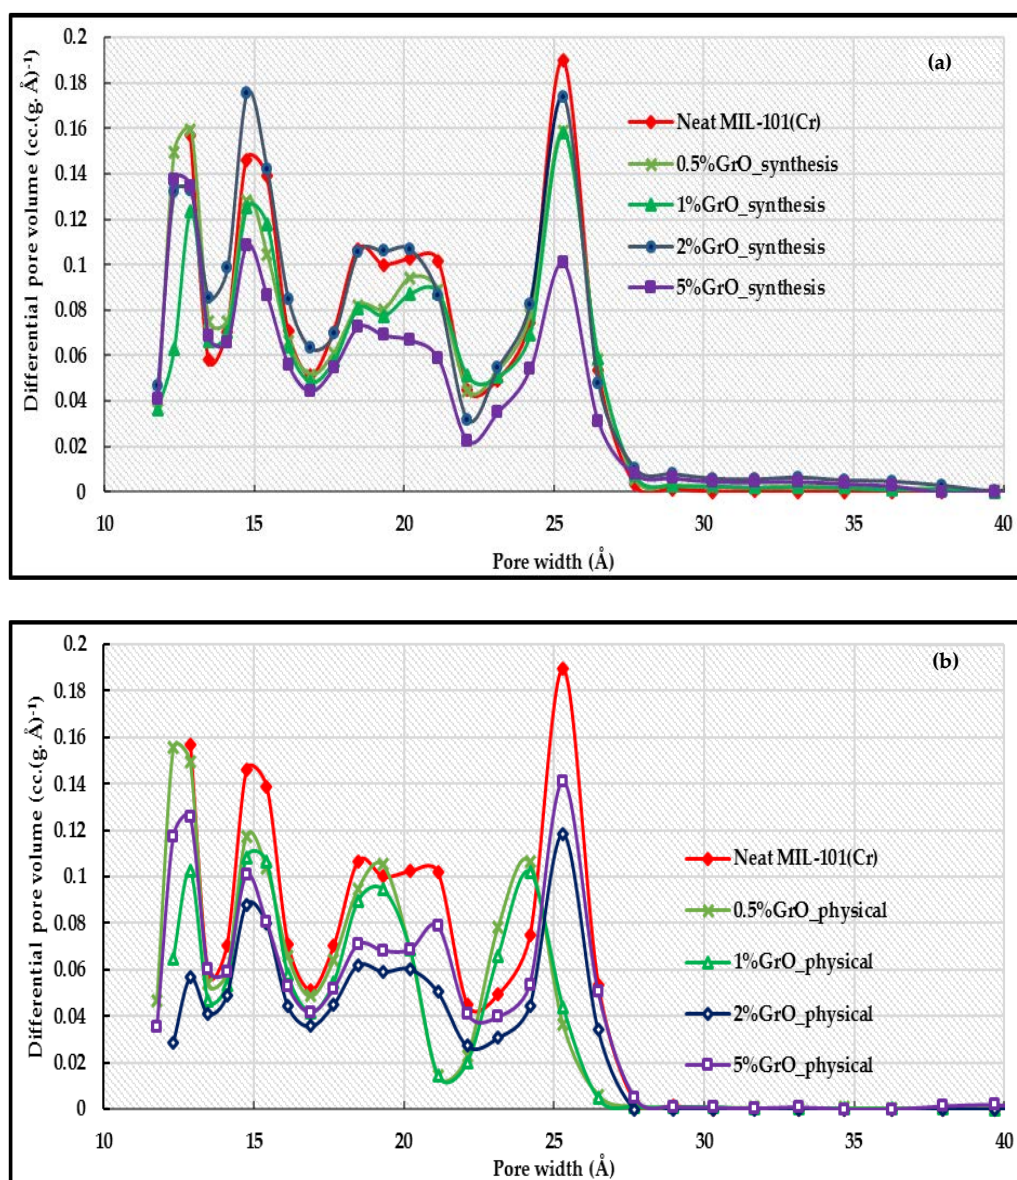 0.2
(a)
0.18
0.16
0.14
0.12
0.1
0.08
0.06
0.04
0.02
0
Differential pore volume (cc.(g. Å)-1)
Neat MIL-101(Cr)
0.5%GrO_synthesis
1%GrO_synthesis
2%GrO_synthesis
5%GrO_synthesis
10 15 20 25 30 35 40
Pore width (Å)
0.2
(b)
0.18
0.16
0.14
0.12
0.1
0.08
0.06
0.04
0.02
0
Differential pore volume (cc.(g. Å)-1)
Neat MIL-101(Cr)
0.5%GrO_physical
1%GrO_physical
2%GrO_physical
5%GrO_physical
10 15 20 25 30 35 40
Pore width (Å)